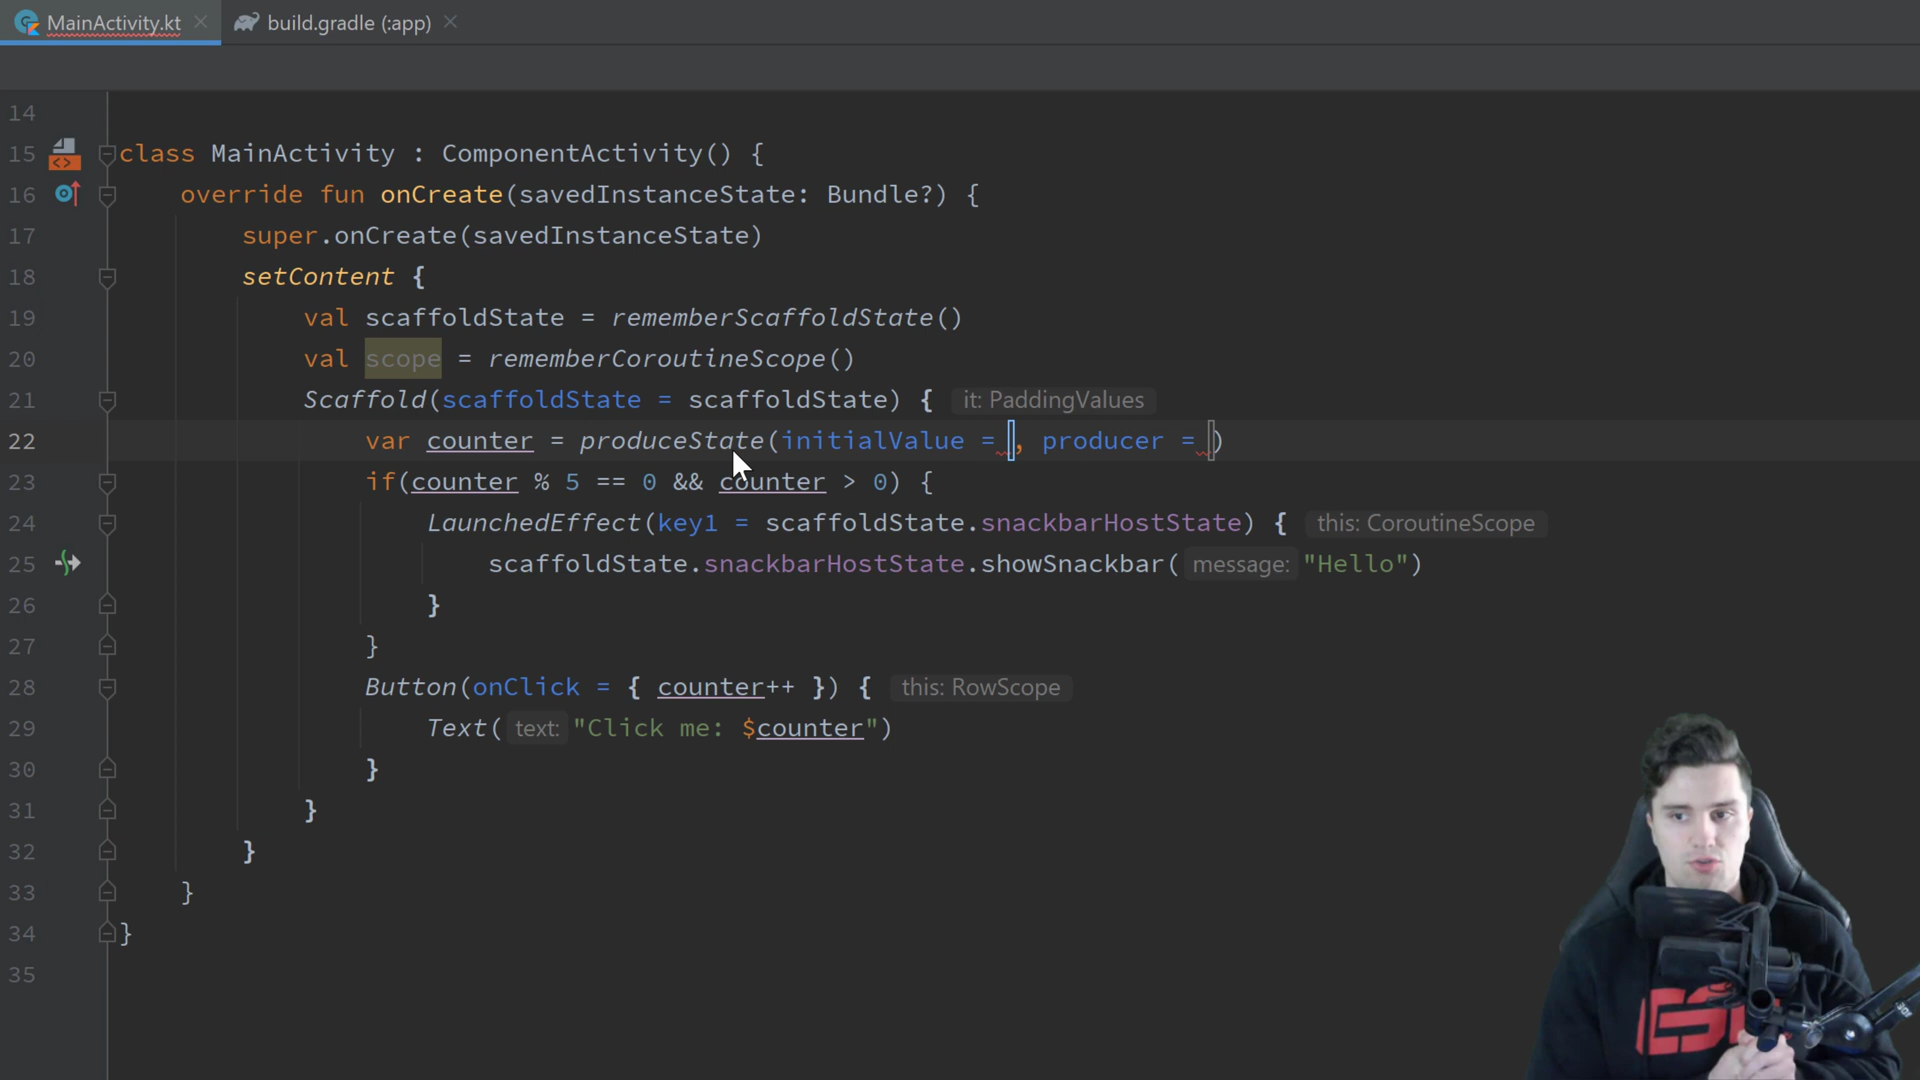 MainActivity.kt
build.gradle (:app)
14
15 class MainActivity : ComponentActivity() {
16 override fun onCreate(savedInstanceState: Bundle?) {
17 super.onCreate(savedInstanceState)
18 setContent {
19 val scaffoldState = rememberScaffoldState()
20 val scope = rememberCoroutineScope()
21 Scaffold(scaffoldState = scaffoldState) { it: PaddingValues
22 var counter = produceState(initialValue = , producer = )
23 if(counter % 5 == 0 && counter > 0) {
24 LaunchedEffect(key1 = scaffoldState.snackbarHostState) { this: CoroutineScope
25 scaffoldState.snackbarHostState.showSnackbar( message: "Hello")
26 }
27 }
28 Button(onClick = { counter++ }) { this: RowScope
29 Text( text: "Click me: $counter")
30 }
31 }
32 }
33 }
34 }
35